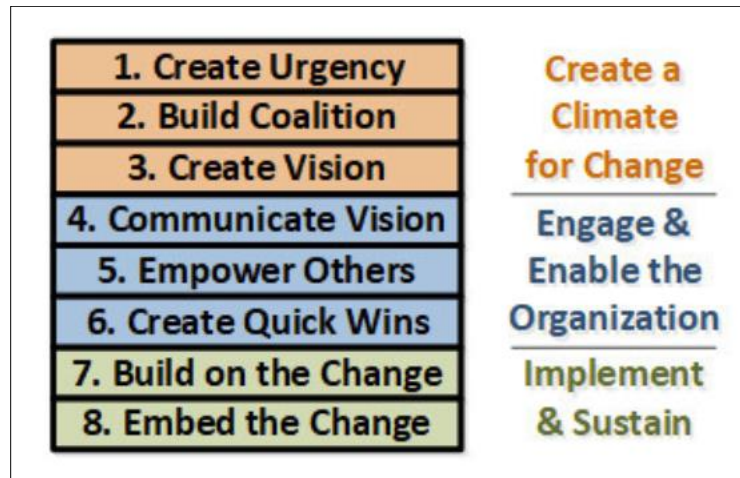 1. Create Urgency
2. Build Coalition
3. Create Vision
4. Communicate Vision
5. Empower Others
6. Create Quick Wins
7. Build on the Change
8. Embed the Change
Create a
Climate
for Change
Engage &
Enable the
Organization
Implement
& Sustain